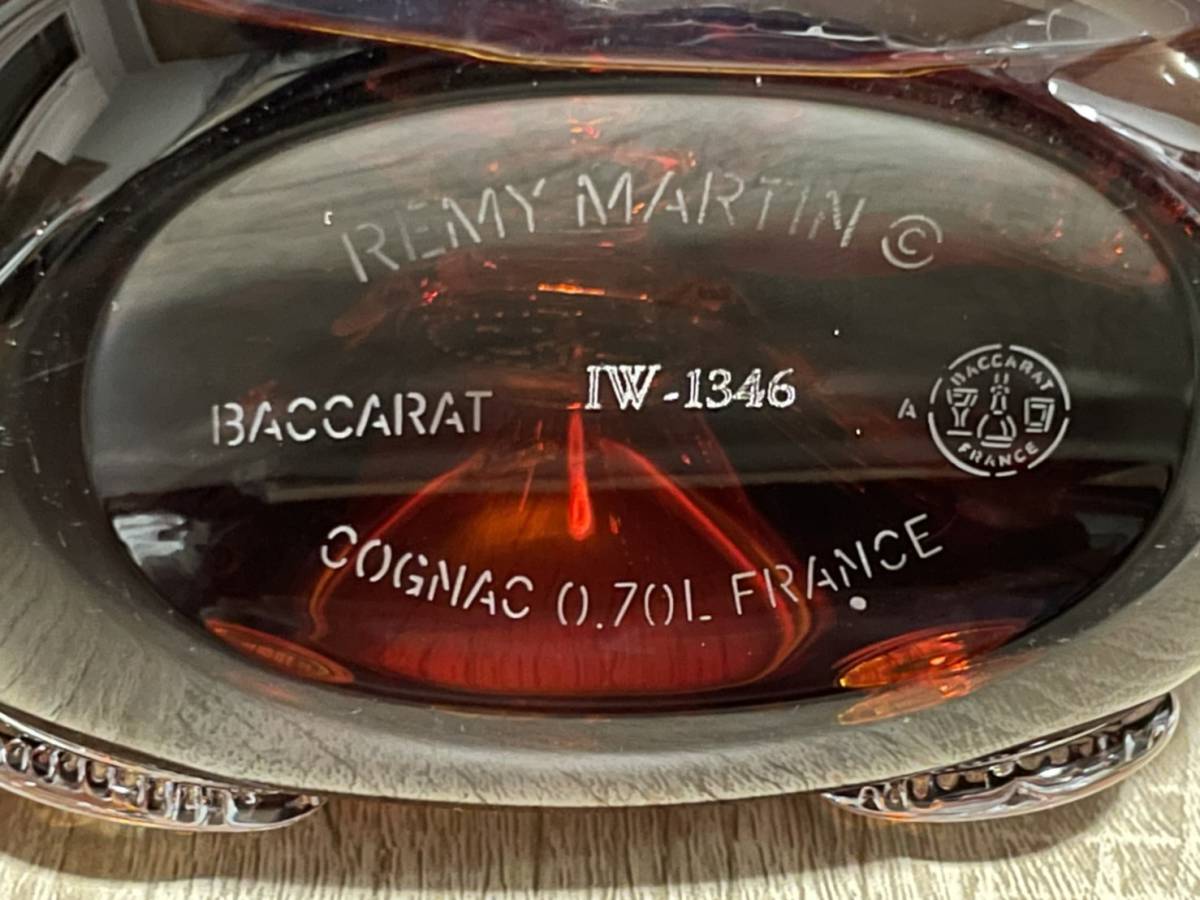 REMY MARTIN ©
BACCARAT
IW-1346
A
BACCARAT
FRANCE
COGNAC 0.70L FRANCE